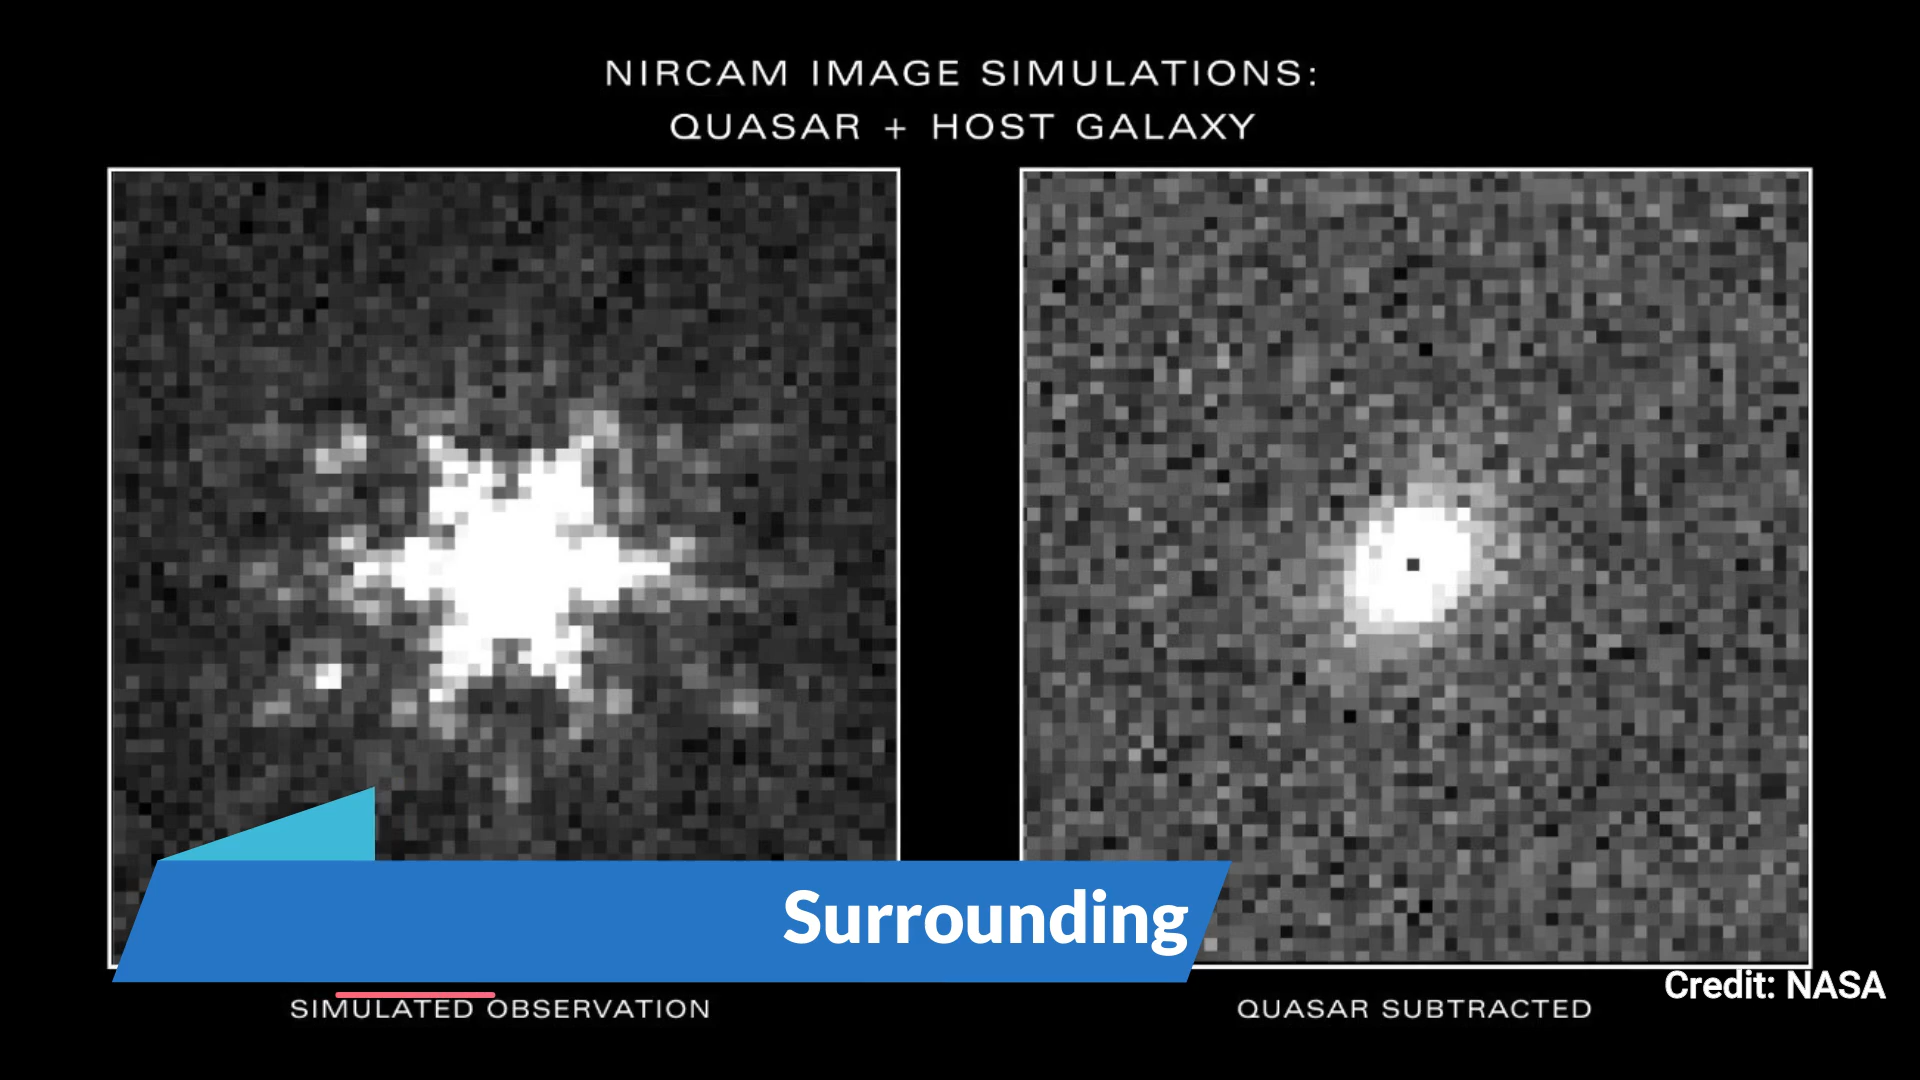 NIRCAM IMAGE SIMULATIONS:
QUASAR + HOST GALAXY
Surrounding
Credit: NASA
SIMULATED OBSERVATION
QUASAR SUBTRACTED